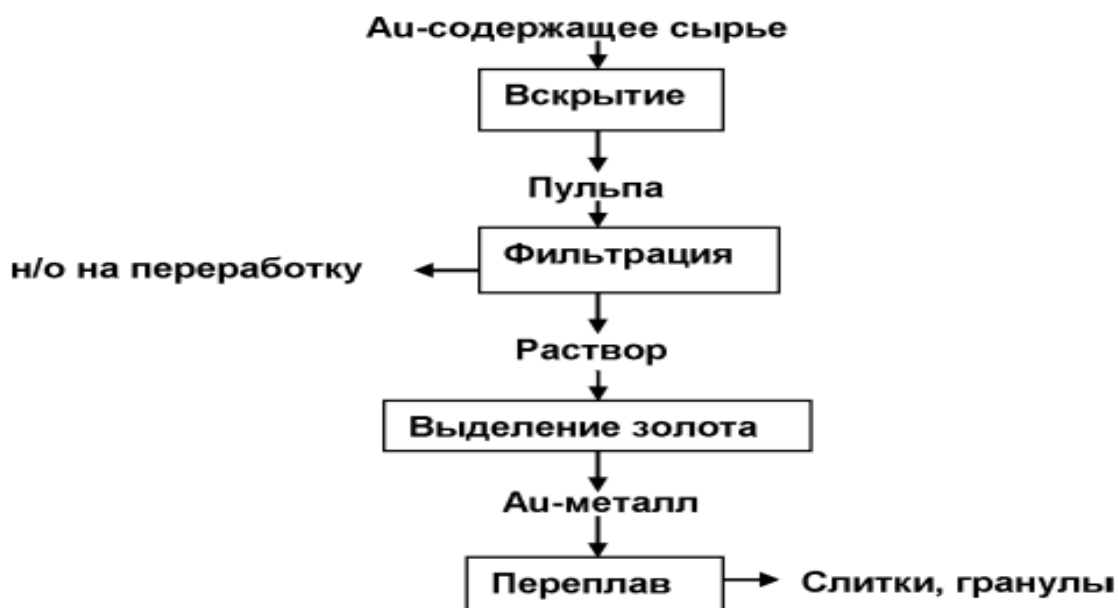 Au-содержащее сырье
Вскрытие
Пульпа
Фильтрация
н/о на переработку
Раствор
Выделение золота
Au-металл
Переплав
Слитки, гранулы